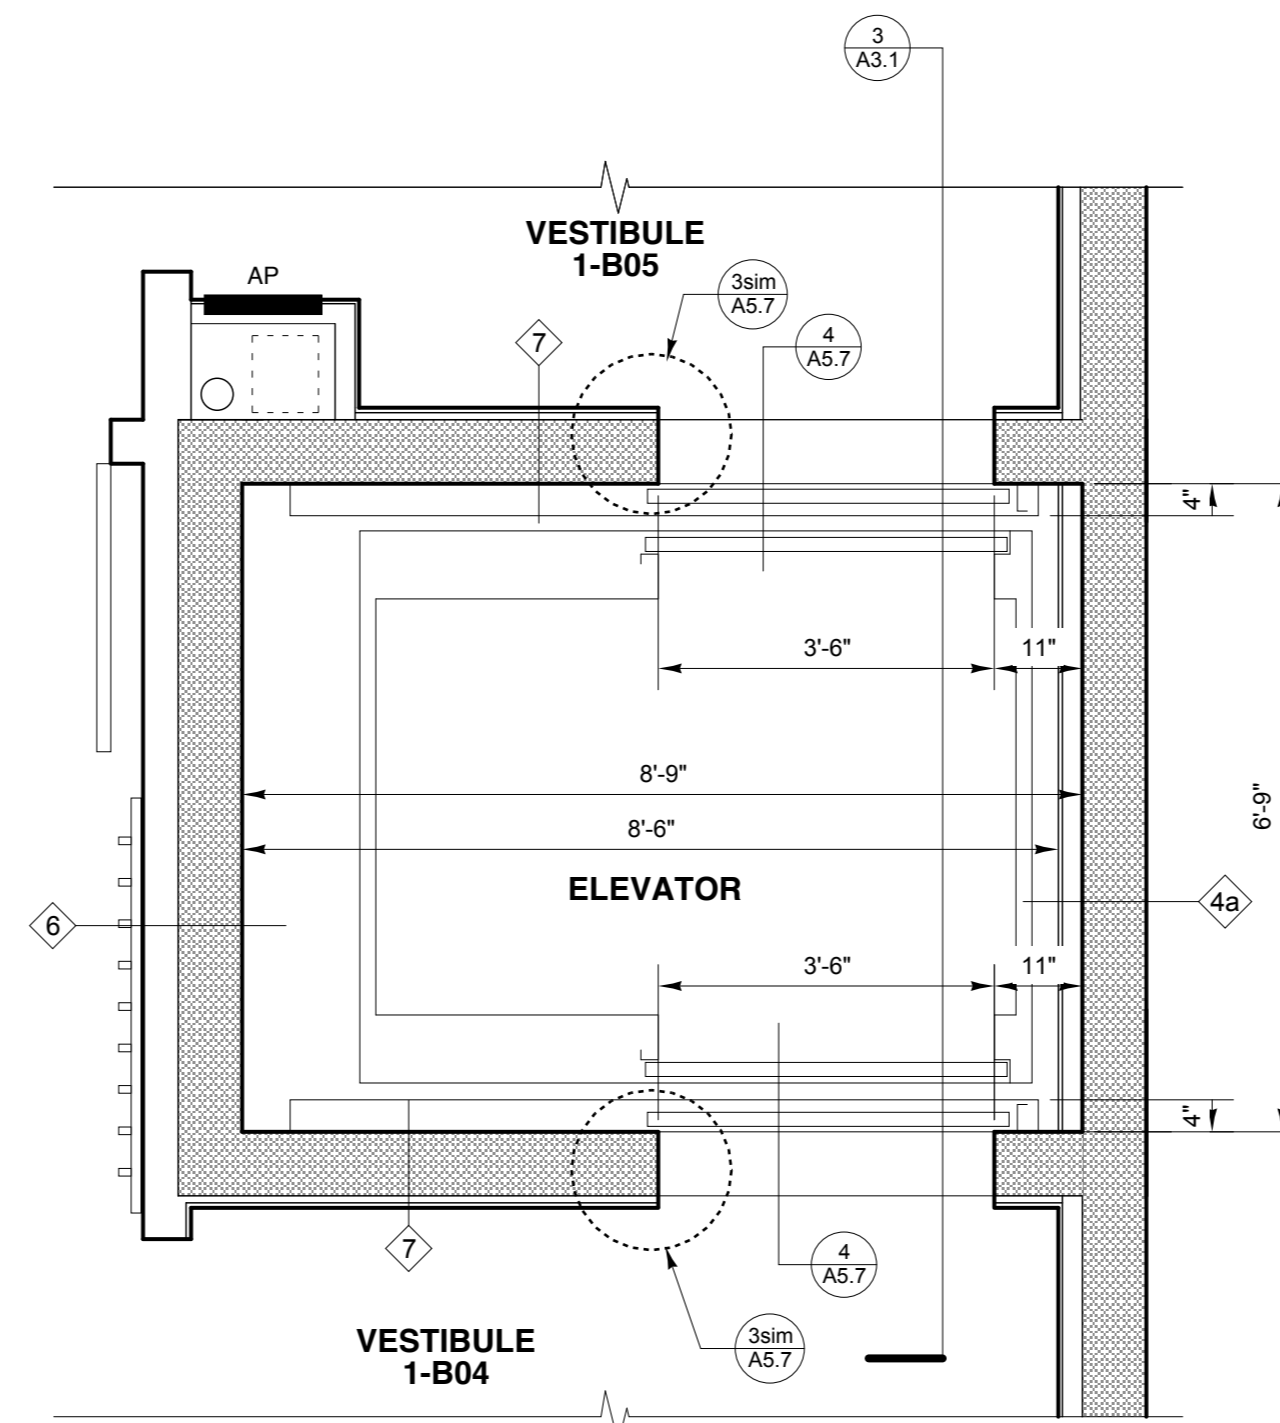 3
A3.1
VESTIBULE
1-B05
AP
3sim
A5.7
4
A5.7
7
4"
3'-6"
11"
8'-9"
6'-9"
8'-6"
ELEVATOR
4a
6
3'-6"
11"
4"
7
4
A5.7
VESTIBULE
1-B04
3sim
A5.7